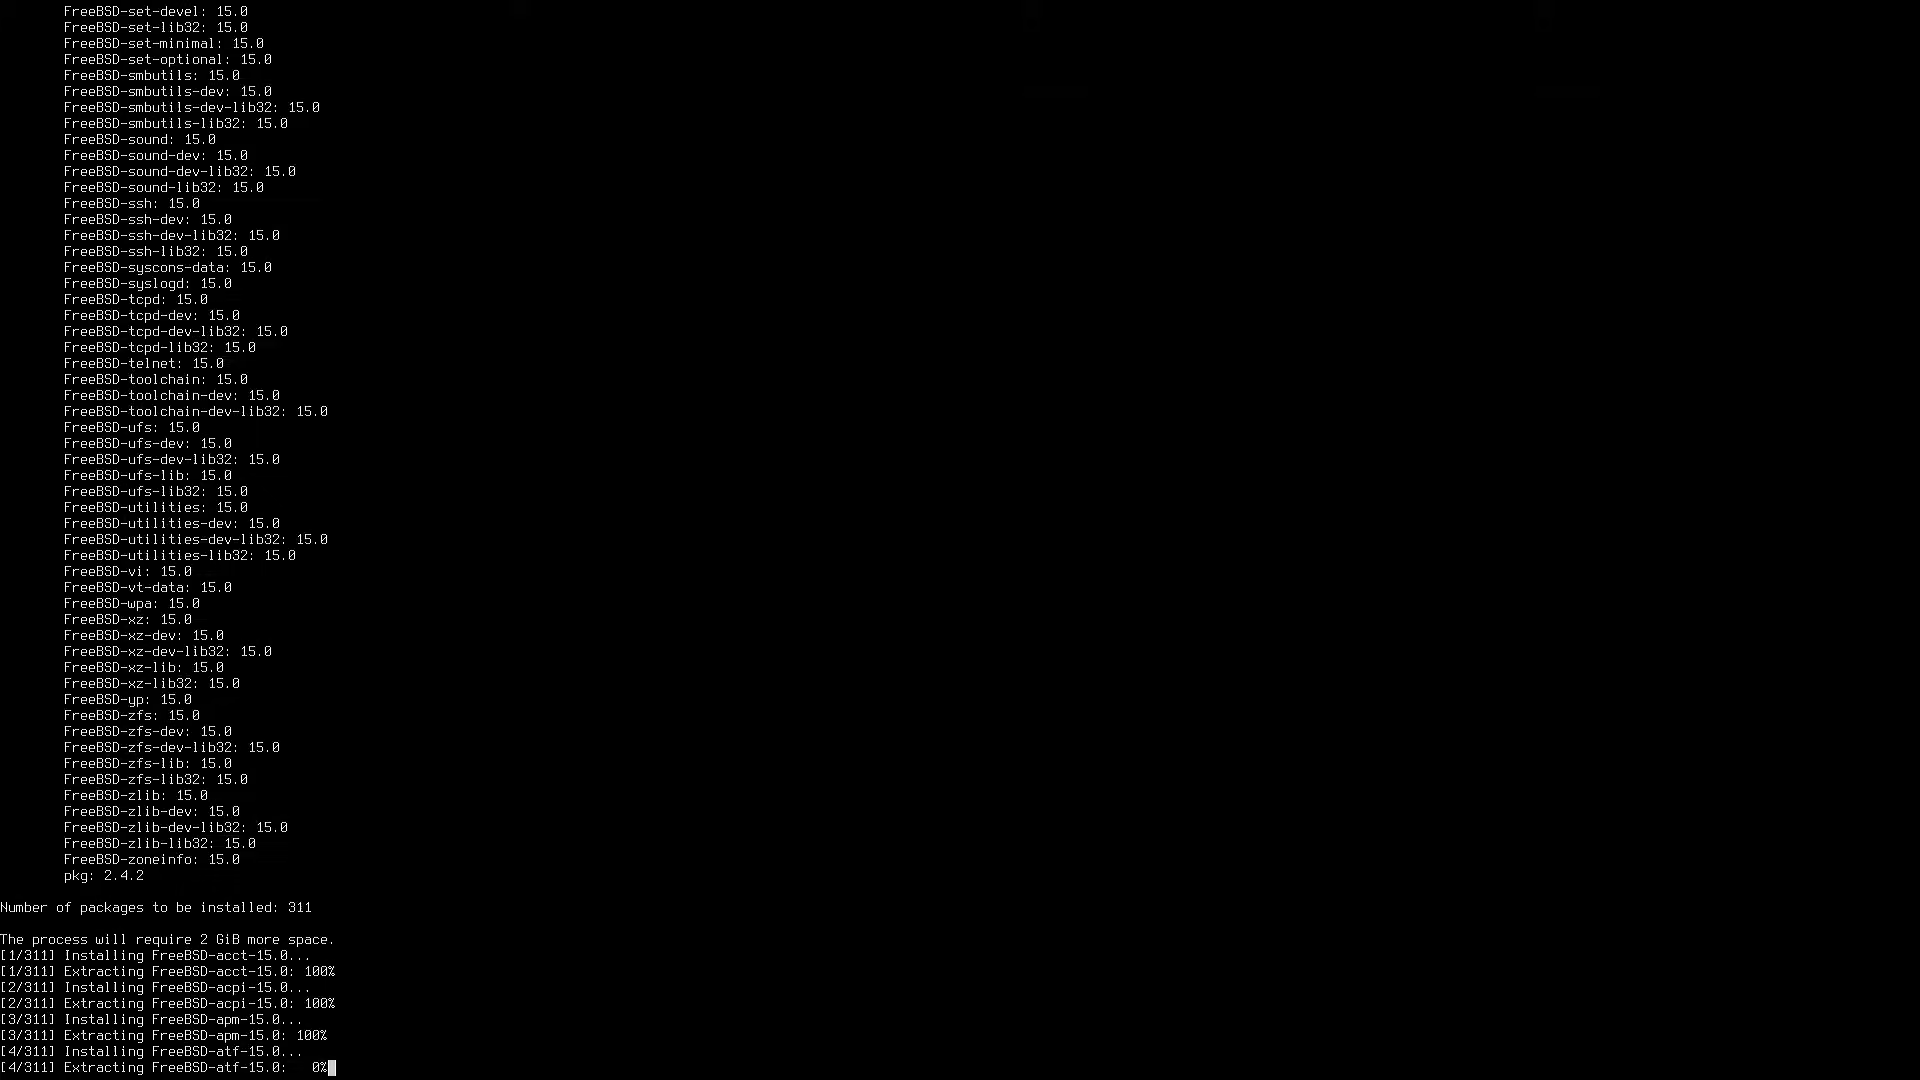 FreeBSD-set-devel: 15.0
FreeBSD-set-lib32: 15.0
FreeBSD-set-minimal: 15.0
FreeBSD-set-optional: 15.0
FreeBSD-smbutils: 15.0
FreeBSD-smbutils-dev: 15.0
FreeBSD-smbutils-dev-lib32: 15.0
FreeBSD-smbutils-lib32: 15.0
FreeBSD-sound: 15.0
FreeBSD-sound-dev: 15.0
FreeBSD-sound-dev-lib32: 15.0
FreeBSD-sound-lib32: 15.0
FreeBSD-ssh: 15.0
FreeBSD-ssh-dev: 15.0
FreeBSD-ssh-dev-lib32: 15.0
FreeBSD-ssh-lib32: 15.0
FreeBSD-syscons-data: 15.0
FreeBSD-syslogd: 15.0
FreeBSD-tcpd: 15.0
FreeBSD-tcpd-dev: 15.0
FreeBSD-tcpd-dev-lib32: 15.0
FreeBSD-tcpd-lib32: 15.0
FreeBSD-telnet: 15.0
FreeBSD-toolchain: 15.0
FreeBSD-toolchain-dev: 15.0
FreeBSD-toolchain-dev-lib32: 15.0
FreeBSD-ufs: 15.0
FreeBSD-ufs-dev: 15.0
FreeBSD-ufs-dev-lib32: 15.0
FreeBSD-ufs-lib: 15.0
FreeBSD-ufs-lib32: 15.0
FreeBSD-utilities: 15.0
FreeBSD-utilities-dev: 15.0
FreeBSD-utilities-dev-lib32: 15.0
FreeBSD-utilities-lib32: 15.0
FreeBSD-vi: 15.0
FreeBSD-vt-data: 15.0
FreeBSD-wpa: 15.0
FreeBSD-xz: 15.0
FreeBSD-xz-dev: 15.0
FreeBSD-xz-dev-lib32: 15.0
FreeBSD-xz-lib: 15.0
FreeBSD-xz-lib32: 15.0
FreeBSD-yp: 15.0
FreeBSD-zfs: 15.0
FreeBSD-zfs-dev: 15.0
FreeBSD-zfs-dev-lib32: 15.0
FreeBSD-zfs-lib: 15.0
FreeBSD-zfs-lib32: 15.0
FreeBSD-zlib: 15.0
FreeBSD-zlib-dev: 15.0
FreeBSD-zlib-dev-lib32: 15.0
FreeBSD-zlib-lib32: 15.0
FreeBSD-zoneinfo: 15.0
pkg: 2.4.2
Number of packages to be installed: 311
The process will require 2 GiB more space.
[1/311] Installing FreeBSD-acct-15.0...
[1/311] Extracting FreeBSD-acct-15.0: 100%
[2/311] Installing FreeBSD-acpi-15.0...
[2/311] Extracting FreeBSD-acpi-15.0: 100%
[3/311] Installing FreeBSD-apm-15.0...
[3/311] Extracting FreeBSD-apm-15.0: 100%
[4/311] Installing FreeBSD-atf-15.0...
[4/311] Extracting FreeBSD-atf-15.0:   0%